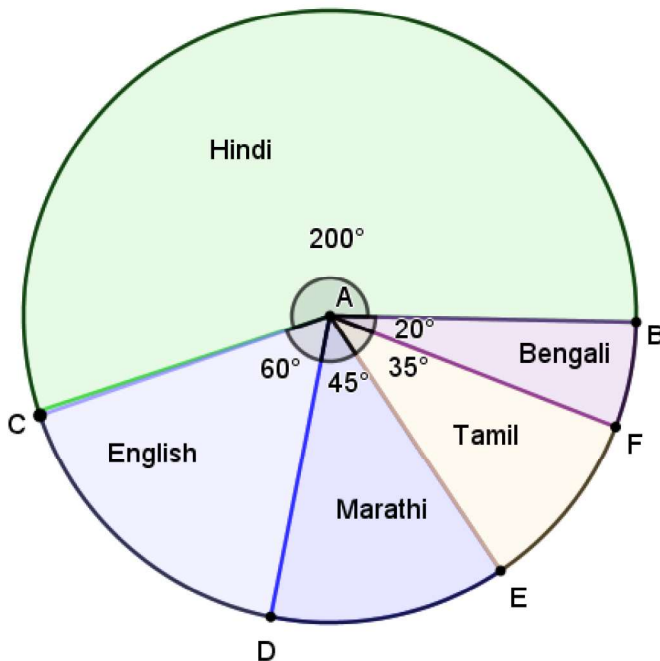 Hindi
200°
A
20°
B
Bengali
60°
45°
35°
C
English
Tamil
F
Marathi
E
D